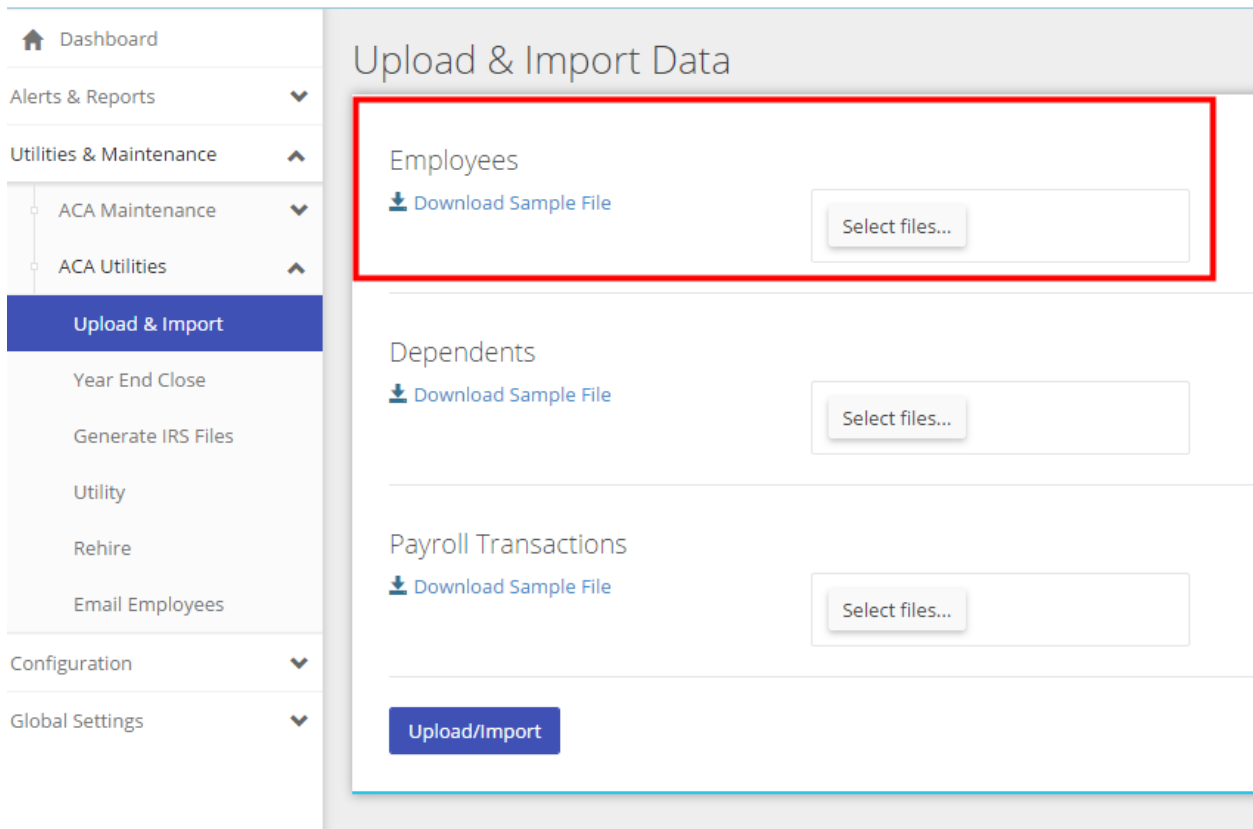 Dashboard
Alerts & Reports
Utilities & Maintenance
ACA Maintenance
ACA Utilities
Upload & Import
Year End Close
Generate IRS Files
Utility
Rehire
Email Employees
Configuration
Global Settings
Upload & Import Data
Employees
Download Sample File
Select files...
Dependents
Download Sample File
Select files...
Payroll Transactions
Download Sample File
Select files...
Upload/Import